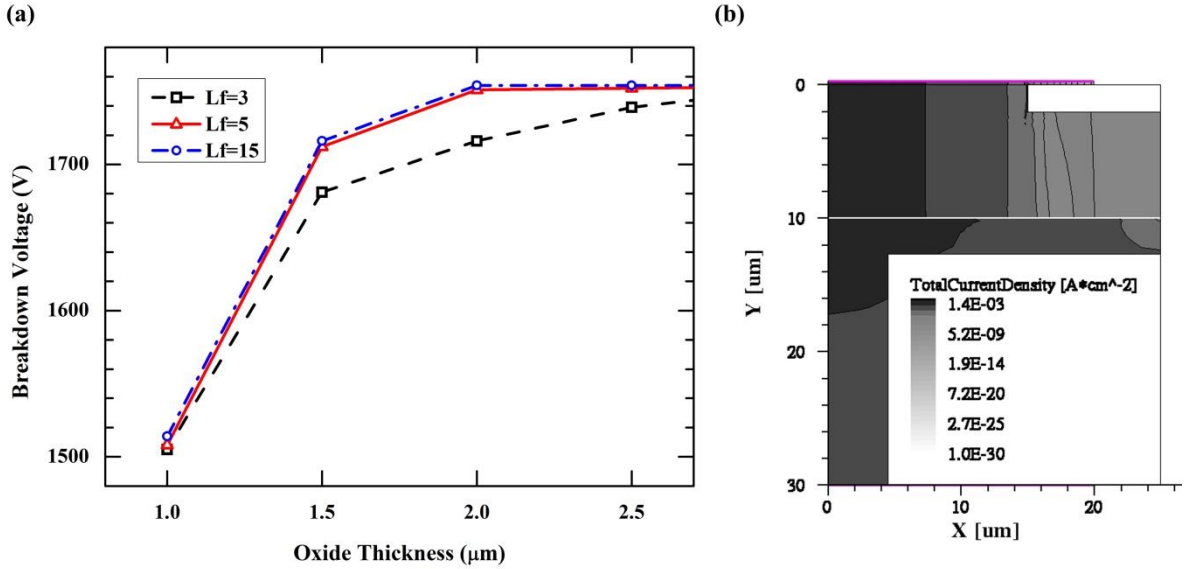 (a)
Lf=3
Lf=5
Lf=15
1700
1600
1500
Breakdown Voltage (V)
1.0 1.5 2.0 2.5
Oxide Thickness (μm)
(b)
0
10
20
30
Y [um]
TotalCurrentDensity [A*cm^-2]
1.4E-03
5.2E-09
1.9E-14
7.2E-20
2.7E-25
1.0E-30
0 10 20
X [um]